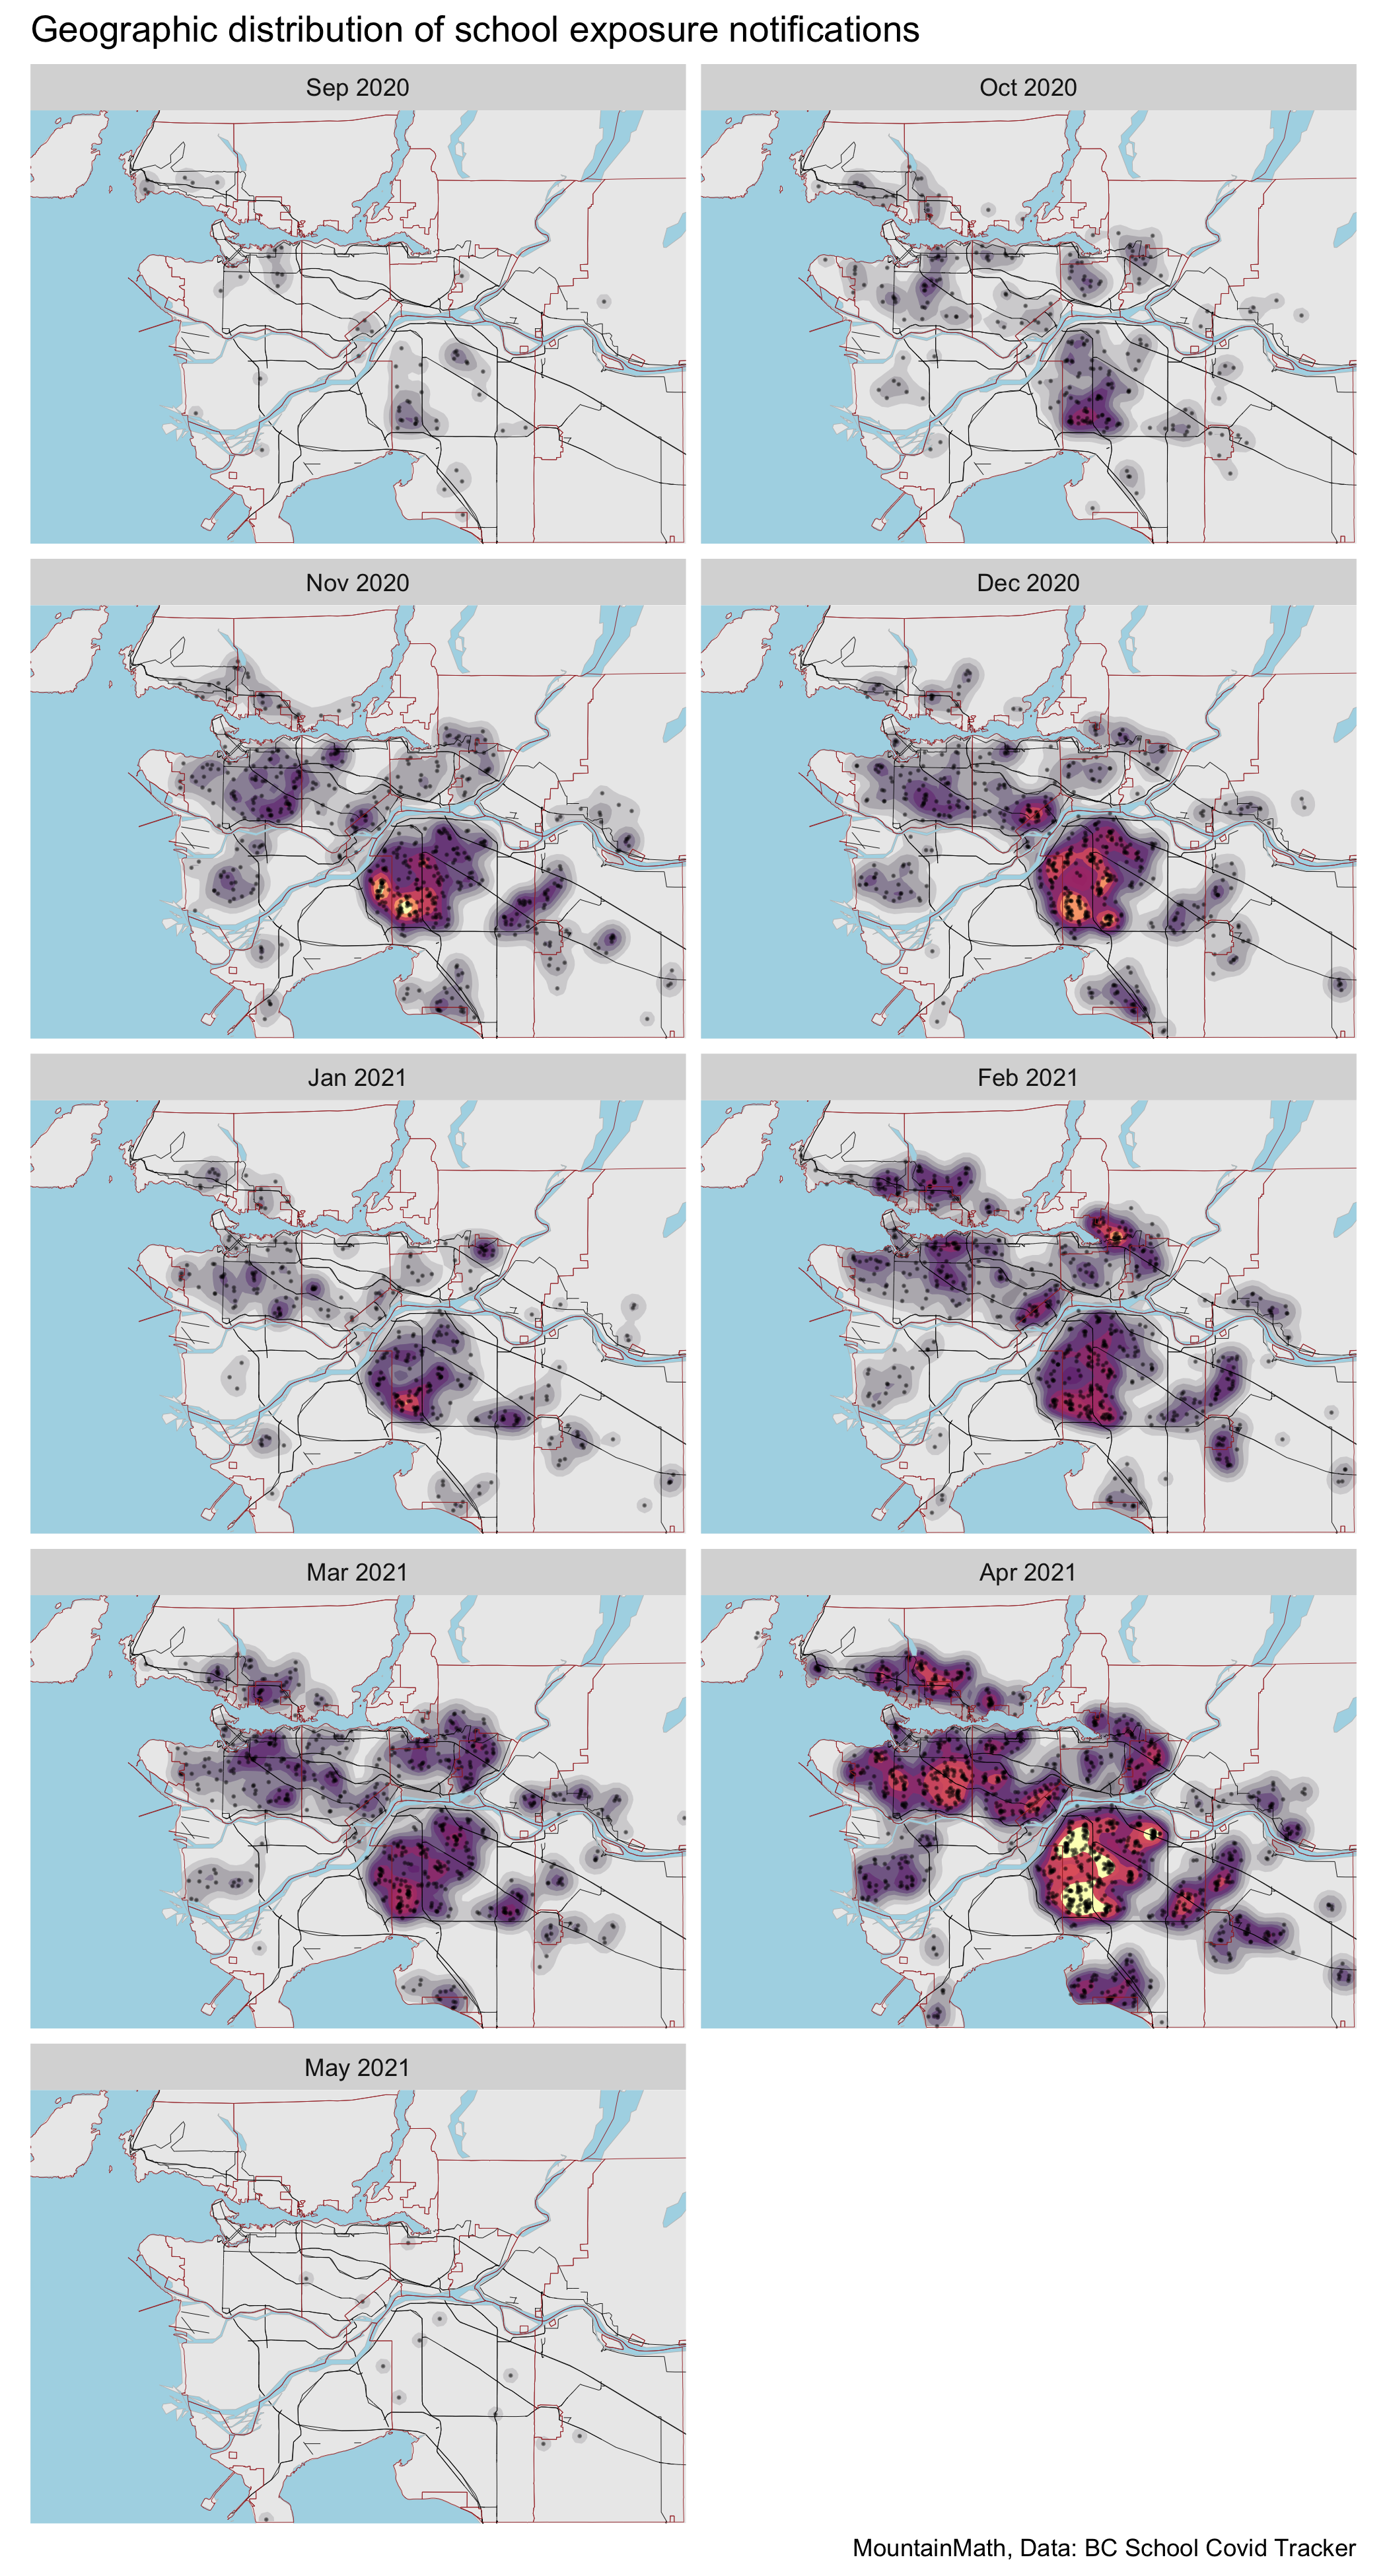 Geographic distribution of school exposure notifications
Sep 2020
Oct 2020
Nov 2020
Dec 2020
Jan 2021
Feb 2021
Mar 2021
Apr 2021
May 2021
MountainMath, Data: BC School Covid Tracker